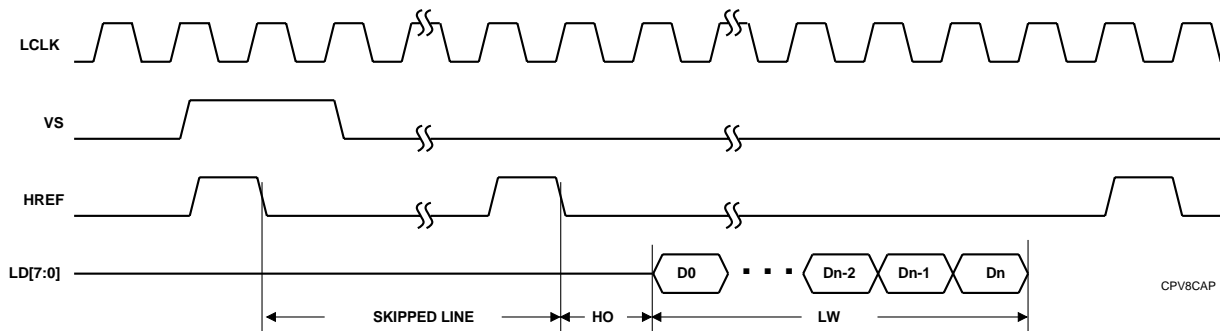 LCLK
VS
HREF
LD[7:0]
D0 ▪ ▪ ▪ Dn-2 Dn-1 Dn
CPV8CAP
SKIPPED LINE HO LW